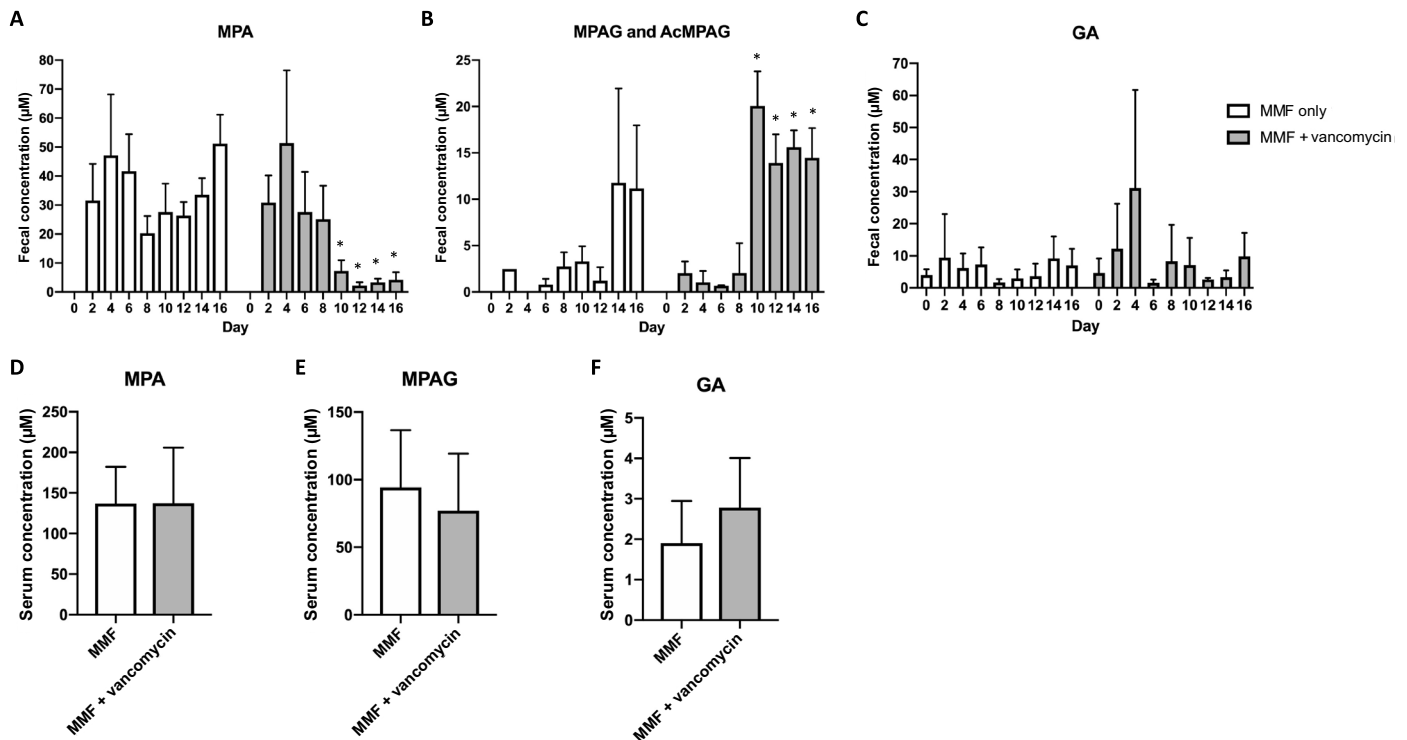 A
MPA
Fecal concentration (µM)
80
70
60
50
40
30
20
10
0
0 2 4 6 8 10 12 14 16 0 2 4 6 8 10 12 14 16
* * * *
Day
B
MPAG and AcMPAG
Fecal concentration (µM)
25
20
15
10
5
0
0 2 4 6 8 10 12 14 16 0 2 4 6 8 10 12 14 16
* * * *
Day
C
GA
Fecal concentration (µM)
70
60
50
40
30
20
10
0
0 2 4 6 8 10 12 14 16 0 2 4 6 8 10 12 14 16
Day
MMF only
MMF + vancomycin
D
MPA
Serum concentration (µM)
250
200
150
100
50
0
MMF
MMF + vancomycin
E
MPAG
Serum concentration (µM)
150
100
50
0
MMF
MMF + vancomycin
F
GA
Serum concentration (µM)
5
4
3
2
1
0
MMF
MMF + vancomycin